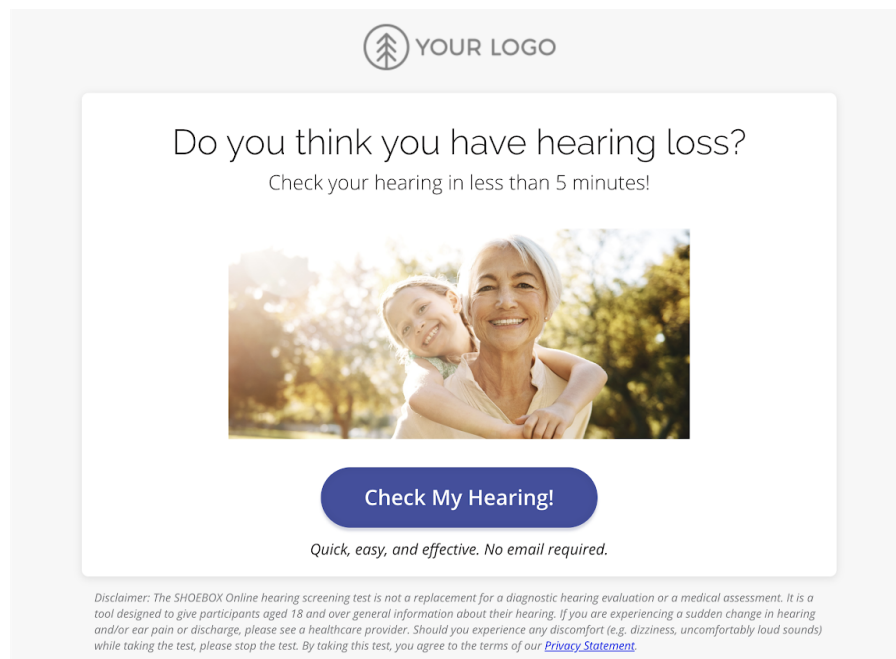 YOUR LOGO
Do you think you have hearing loss?
Check your hearing in less than 5 minutes!
Check My Hearing!
Quick, easy, and effective. No email required.
Disclaimer: The SHOEBOX Online hearing screening test is not a replacement for a diagnostic hearing evaluation or a medical assessment. It is a
tool designed to give participants aged 18 and over general information about their hearing. If you are experiencing a sudden change in hearing
and/or ear pain or discharge, please see a healthcare provider. Should you experience any discomfort (e.g. dizziness, uncomfortably loud sounds)
while taking the test, please stop the test. By taking this test, you agree to the terms of our Privacy Statement.